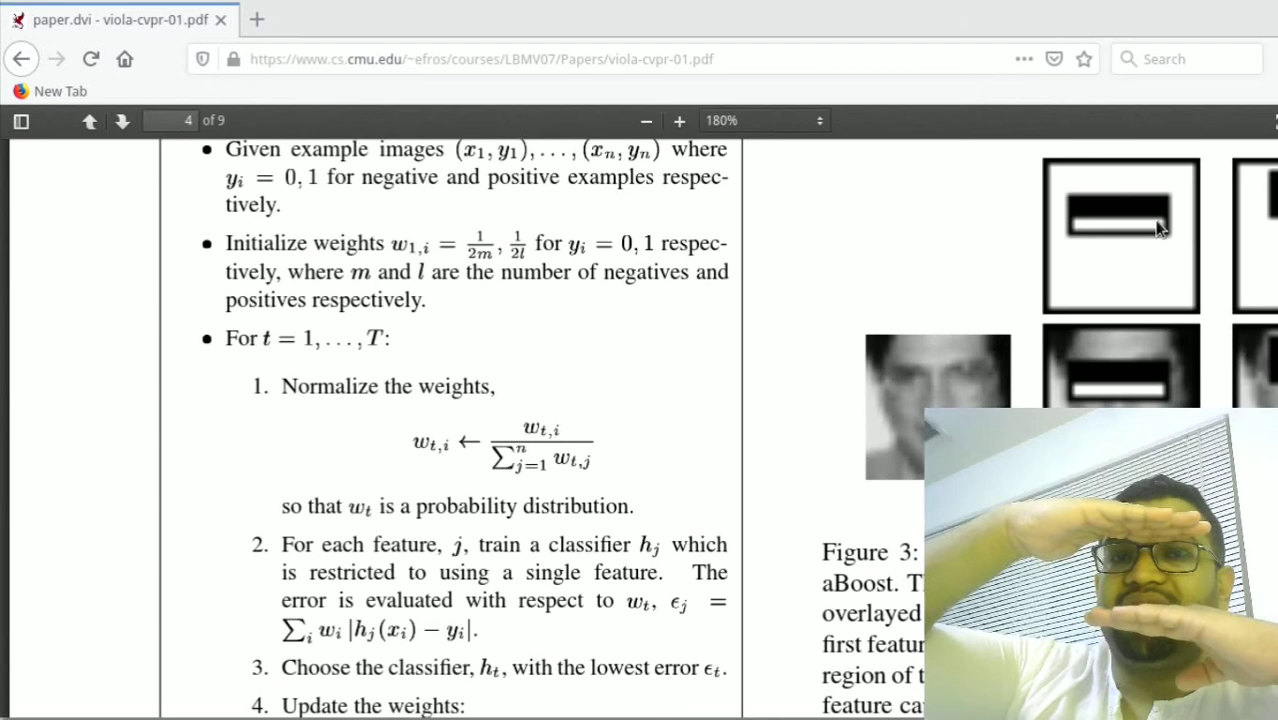 paper.dvi - viola-cvpr-01.pdf
https://www.cs.cmu.edu/~efros/courses/LBMV07/Papers/viola-cvpr-01.pdf
Search
New Tab
4 of 9
180%
• Given example images (x₁, y₁), . . . , (xₙ, yₙ) where
yᵢ = 0, 1 for negative and positive examples respec-
tively.
• Initialize weights w₁,ᵢ = 1/2m, 1/2l for yᵢ = 0, 1 respec-
tively, where m and l are the number of negatives and
positives respectively.
• For t = 1, . . . , T:
1. Normalize the weights,
w_{t,i} ← w_{t,i} / ∑_{j=1}^{n} w_{t,j}
so that wₜ is a probability distribution.
2. For each feature, j, train a classifier hⱼ which
is restricted to using a single feature. The
error is evaluated with respect to wₜ, ϵⱼ =
∑ᵢ wᵢ |hⱼ(xᵢ) − yᵢ|.
3. Choose the classifier, hₜ, with the lowest error ϵₜ.
4. Update the weights:
Figure 3:
aBoost. T
overlayed
first featur
region of t
feature ca